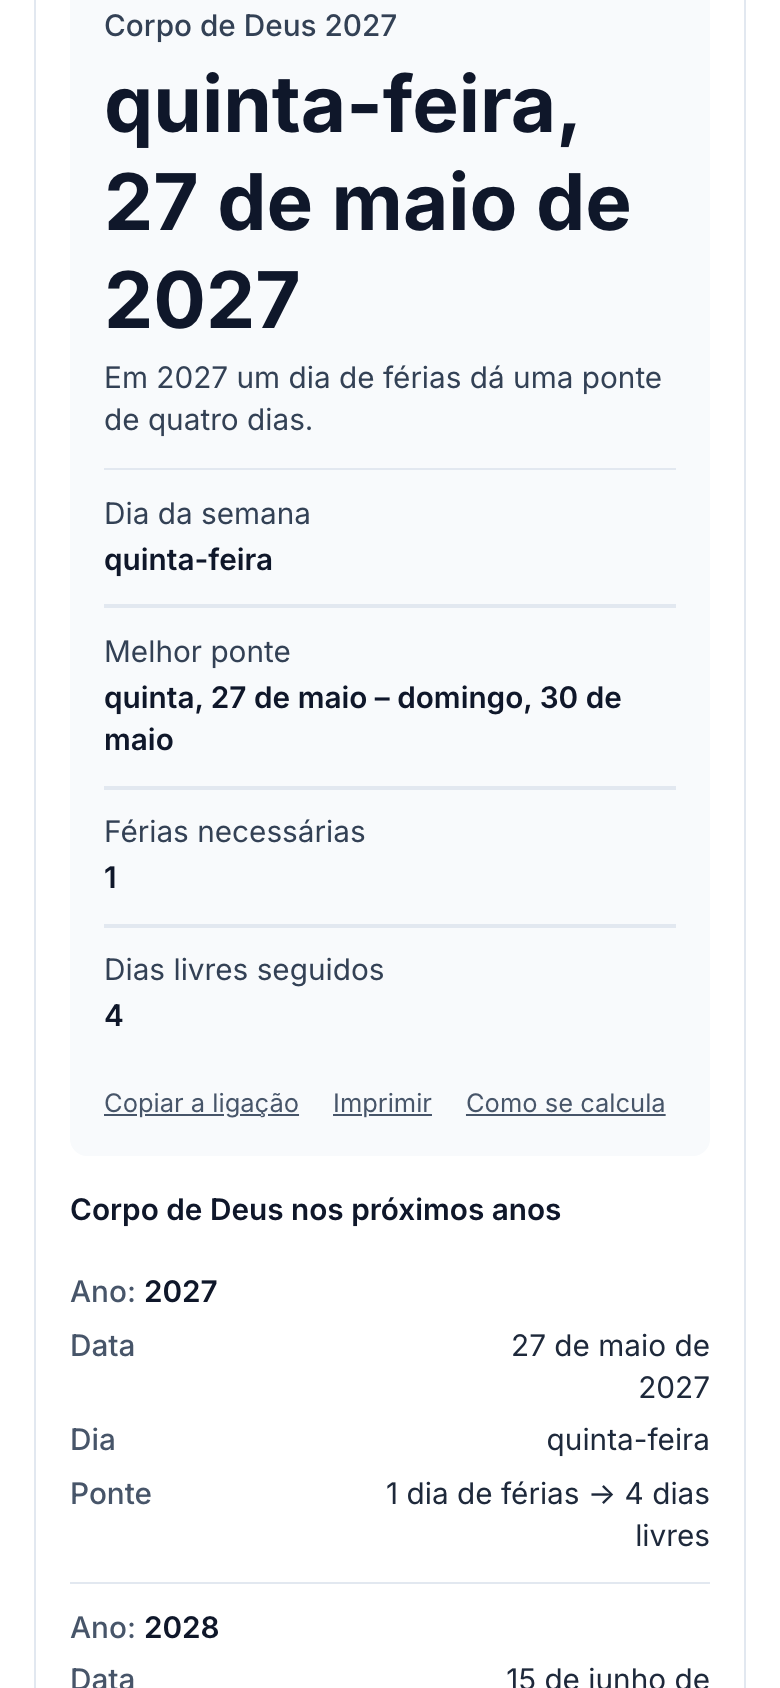 Corpo de Deus 2027
quinta-feira,
27 de maio de
2027
Em 2027 um dia de férias dá uma ponte
de quatro dias.
Dia da semana
quinta-feira
Melhor ponte
quinta, 27 de maio – domingo, 30 de
maio
Férias necessárias
1
Dias livres seguidos
4
Copiar a ligação Imprimir Como se calcula
Corpo de Deus nos próximos anos
Ano: 2027
Data 27 de maio de
2027
Dia quinta-feira
Ponte 1 dia de férias → 4 dias
livres
Ano: 2028
Data 15 de junho de